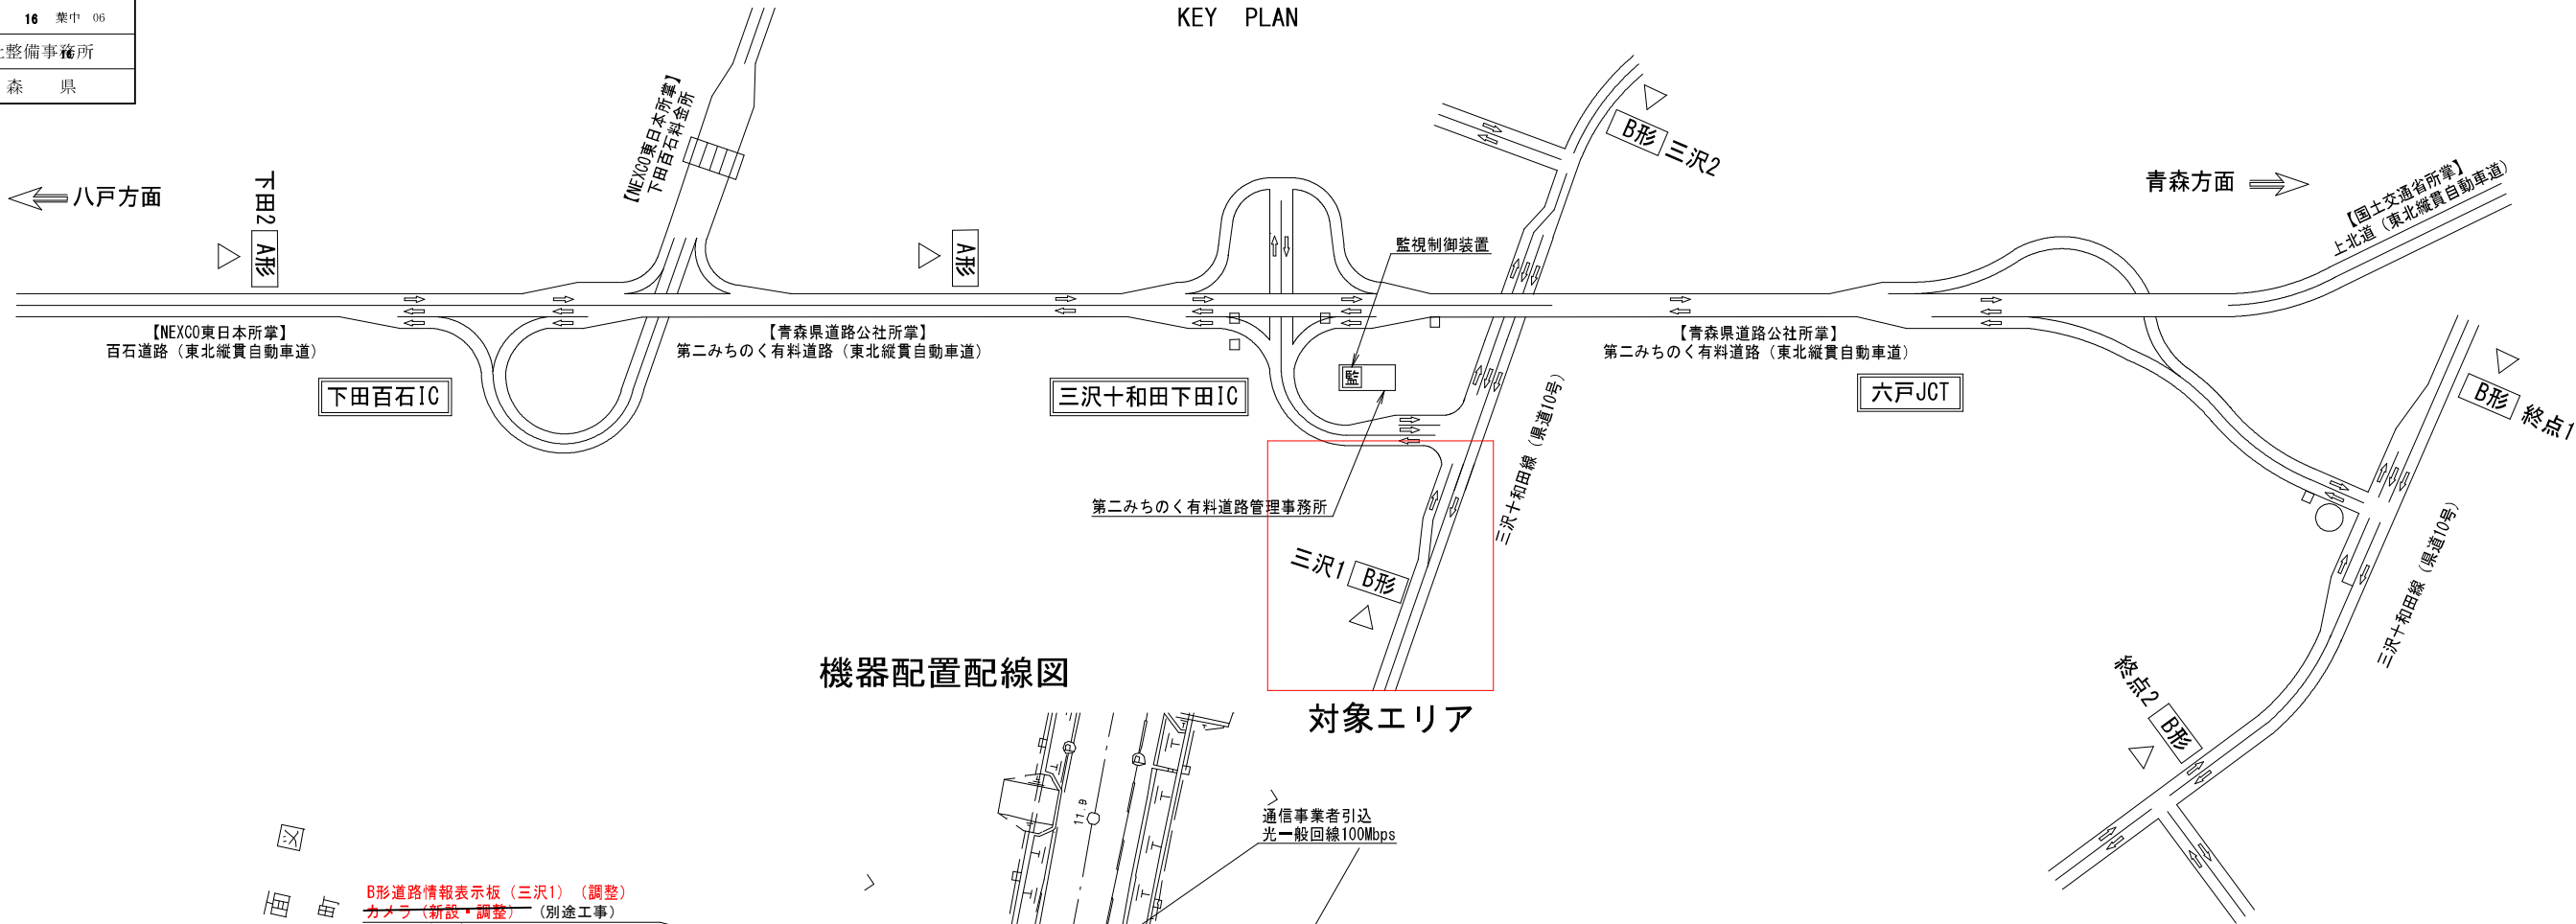 16 葉中 06
整備事務所
16
森 県
KEY PLAN
八戸方面
下田2 A形
【NEXCO東日本所掌】
下田百石料金所
A形
監視制御装置
B形 三沢2
青森方面
【国土交通省所掌】
上北道（東北縦貫自動車道）
【NEXCO東日本所掌】
百石道路（東北縦貫自動車道）
【青森県道路公社所掌】
第二みちのく有料道路（東北縦貫自動車道）
【青森県道路公社所掌】
第二みちのく有料道路（東北縦貫自動車道）
下田百石IC
三沢十和田下田IC
監
六戸JCT
B形 終点1
三沢十和田線（県道10号）
第二みちのく有料道路管理事務所
三沢十和田線（県道10号）
三沢1 B形
終点2 B形
機器配置配線図
対象エリア
11.9
通信事業者引込
光一般回線100Mbps
町
B形道路情報表示板（三沢1）（調整）
カメラ（新設・調整） （別途工事）